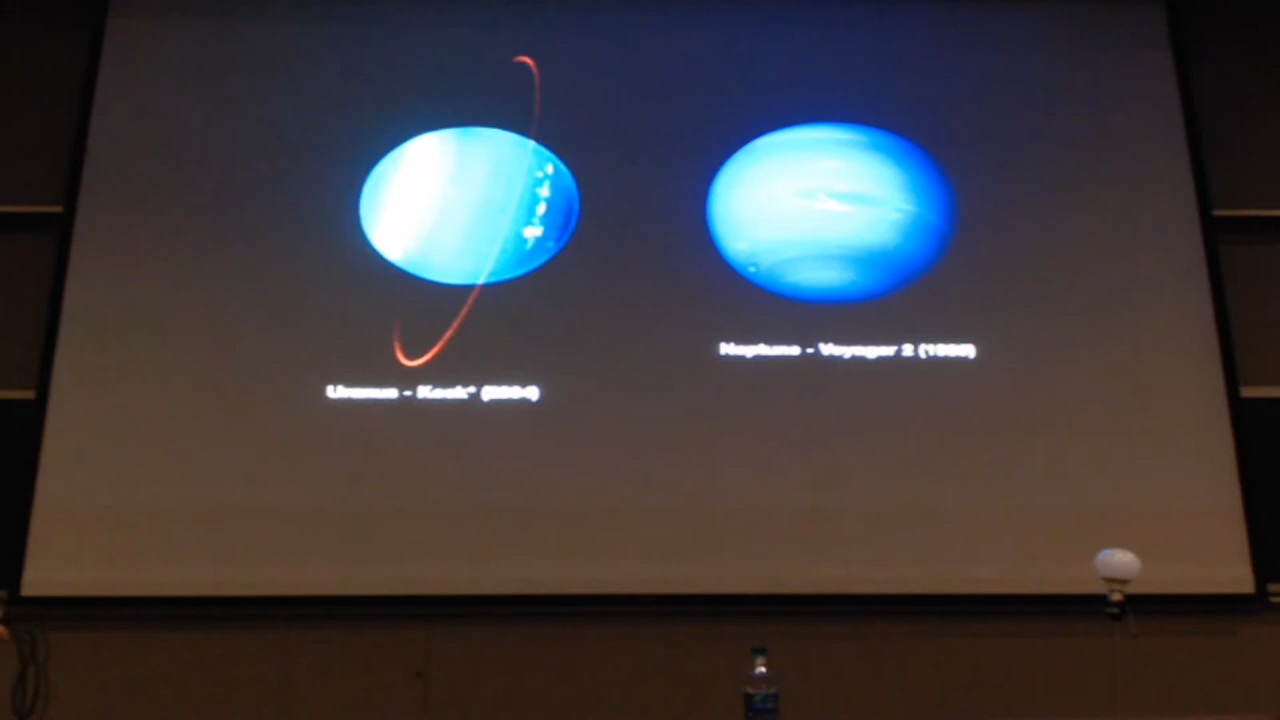 Neptune - Voyager 2 (1989)
Uranus - Keck* (2004)